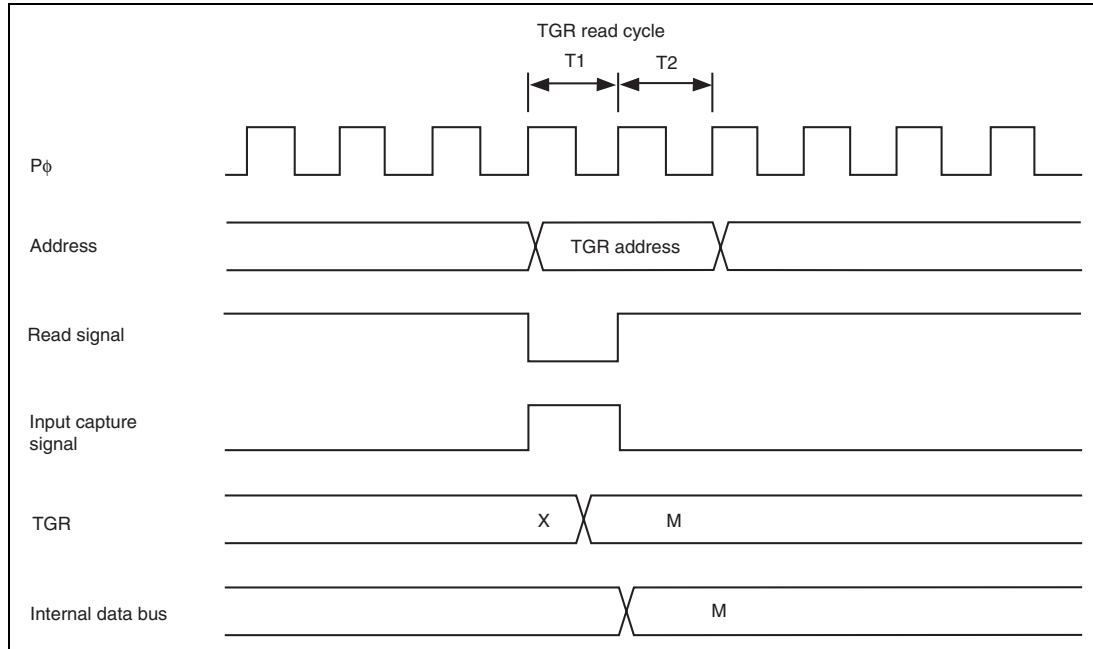 TGR read cycle
T1 T2
Pϕ
Address
TGR address
Read signal
Input capture
signal
TGR
X M
Internal data bus
M